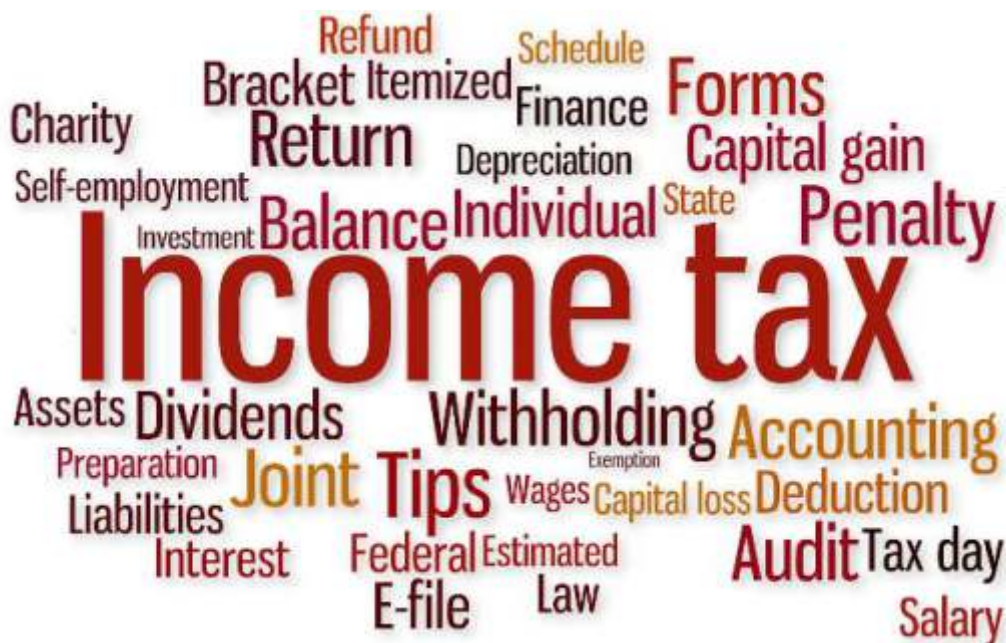 Refund Schedule
Bracket Itemized Finance Forms
Charity Return Depreciation Capital gain
Self-employment Investment Balance Individual State Penalty
Income tax
Assets Dividends Withholding Accounting
Preparation Joint Tips Exemption Wages Capital loss Deduction
Liabilities Interest Federal Estimated Audit Tax day
E-file Law Salary